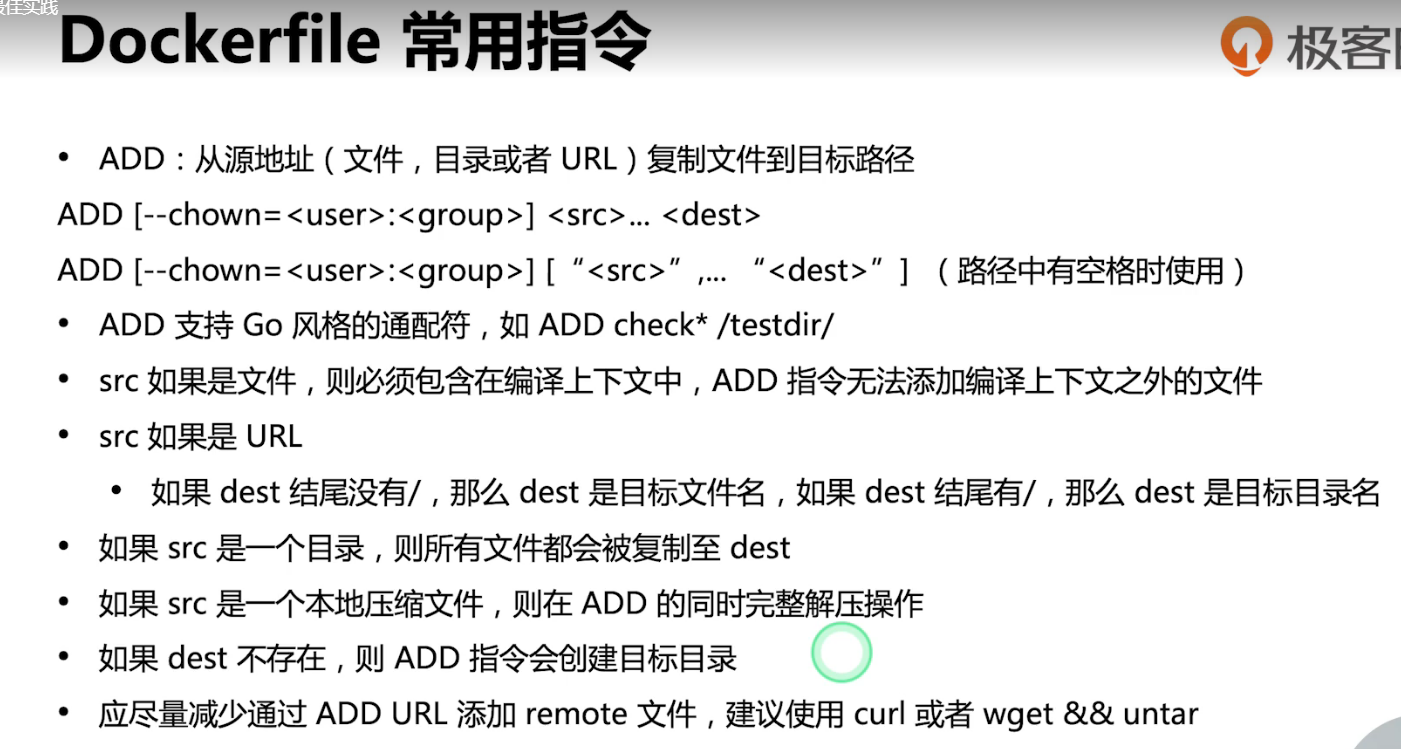 最佳实践
Dockerfile 常用指令
极客
• ADD：从源地址（文件，目录或者 URL）复制文件到目标路径
ADD [--chown=<user>:<group>] <src>... <dest>
ADD [--chown=<user>:<group>] [“<src>”,... “<dest>”] （路径中有空格时使用）
• ADD 支持 Go 风格的通配符，如 ADD check* /testdir/
• src 如果是文件，则必须包含在编译上下文中，ADD 指令无法添加编译上下文之外的文件
• src 如果是 URL
• 如果 dest 结尾没有/，那么 dest 是目标文件名，如果 dest 结尾有/，那么 dest 是目标目录名
• 如果 src 是一个目录，则所有文件都会被复制至 dest
• 如果 src 是一个本地压缩文件，则在 ADD 的同时完整解压操作
• 如果 dest 不存在，则 ADD 指令会创建目标目录
• 应尽量减少通过 ADD URL 添加 remote 文件，建议使用 curl 或者 wget && untar